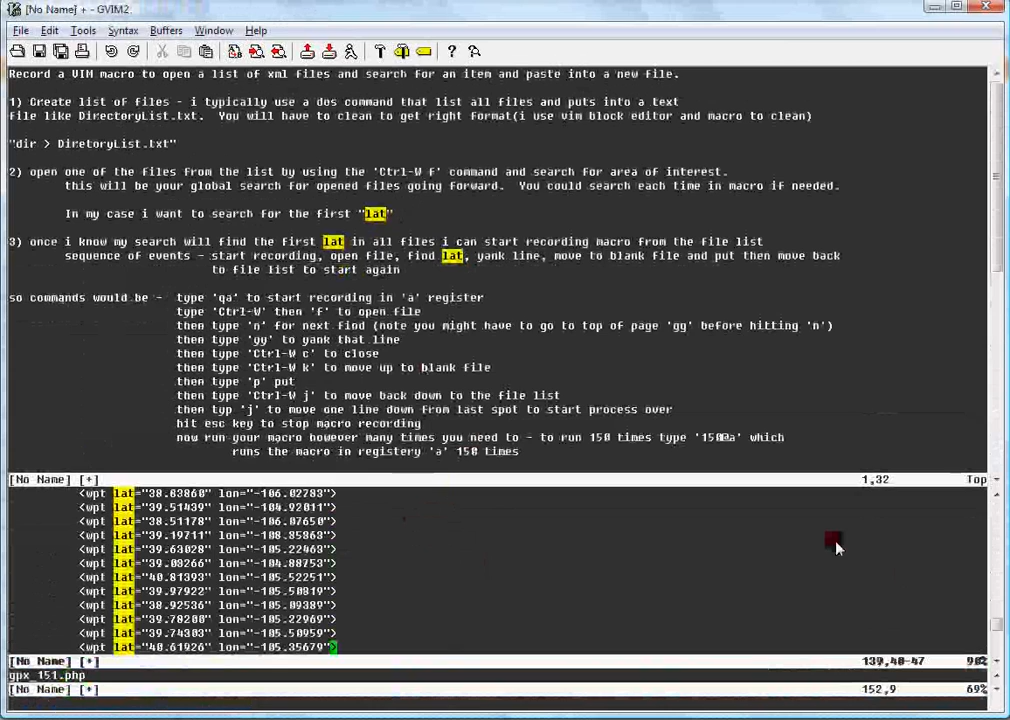 [No Name] + - GVIM2
File Edit Tools Syntax Buffers Window Help
Record a VIM macro to open a list of xml files and search for an item and paste into a new file.
1) Create list of files - i typically use a dos command that list all files and puts into a text
file like DirectoryList.txt. You will have to clean to get right format(i use vim block editor and macro to clean)
"dir > DiretoryList.txt"
2) open one of the files from the list by using the 'Ctrl-W f' command and search for area of interest.
this will be your global search for opened files going forward. You could search each time in macro if needed.
In my case i want to search for the first "lat"
3) once i know my search will find the first lat in all files i can start recording macro from the file list
sequence of events - start recording, open file, find lat, yank line, move to blank file and put then move back
to file list to start again
so commands would be - type 'qa' to start recording in 'a' register
type 'Ctrl-W' then 'f' to open file
then type 'n' for next find (note you might have to go to top of page 'gg' before hitting 'n')
then type 'yy' to yank that line
then type 'Ctrl-W c' to close
then type 'Ctrl-W k' to move up to blank file
then type 'p' put
then type 'Ctrl-W j' to move back down to the file list
then typ 'j' to move one line down from last spot to start process over
hit esc key to stop macro recording
now run your macro however many times you need to - to run 150 times type '150@a' which
runs the macro in registery 'a' 150 times
[No Name] [+] 1,32 Top
<wpt lat="38.83860" lon="-106.02783">
<wpt lat="39.51439" lon="-104.92011">
<wpt lat="38.51178" lon="-106.07650">
<wpt lat="39.19711" lon="-108.85863">
<wpt lat="39.63028" lon="-105.22463">
<wpt lat="39.08266" lon="-104.88753">
<wpt lat="40.81393" lon="-105.52251">
<wpt lat="39.97922" lon="-105.50819">
<wpt lat="38.92536" lon="-105.09389">
<wpt lat="39.78200" lon="-105.22969">
<wpt lat="39.74303" lon="-105.50959">
<wpt lat="40.61926" lon="-105.35679">
[No Name] [+] 139,40-47 90%
gpx_151.php
[No Name] [+] 152,9 69%